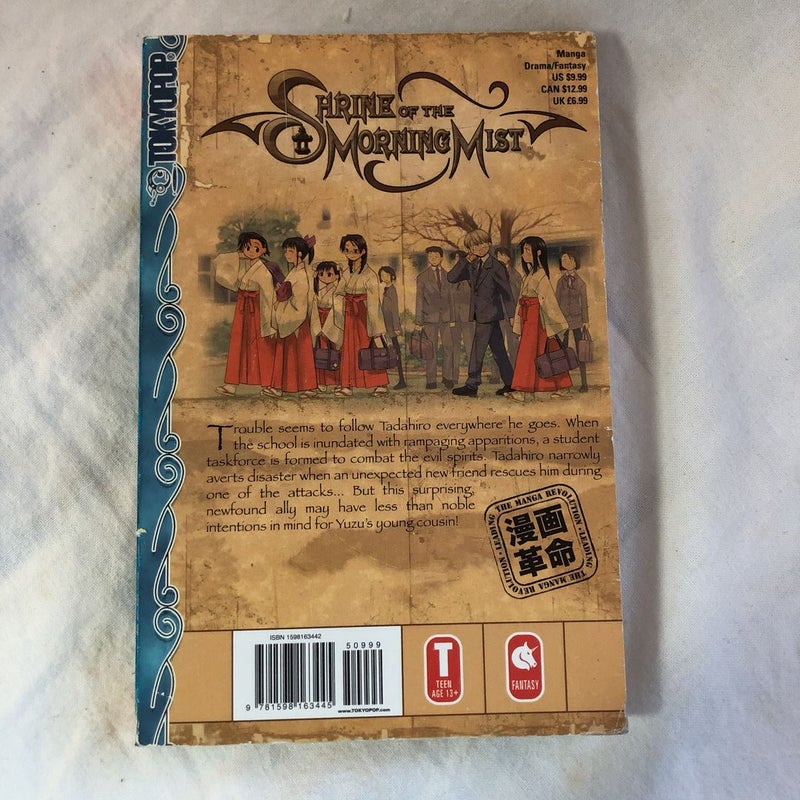 TOKYOPOP
Manga
Drama/Fantasy
US $9.99
CAN $12.99
UK £6.99
SHRINE OF THE
MORNING MIST
Trouble seems to follow Tadahiro everywhere he goes. When
the school is inundated with rampaging apparitions, a student
taskforce is formed to combat the evil spirits. Tadahiro narrowly
averts disaster when an unexpected new friend rescues him during
one of the attacks... But this surprising,
newfound ally may have less than noble
intentions in mind for Yuzu's young cousin!
LEADING THE MANGA REVOLUTION · LEADING THE MANGA REVOLUTION ·
漫画
革命
ISBN 1598163442
50999
9 781598 163445
www.TOKYOPOP.com
T
TEEN
AGE 13+
FANTASY